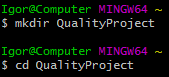 Igor@Computer MINGW64 ~
$ mkdir QualityProject
Igor@Computer MINGW64 ~
$ cd QualityProject